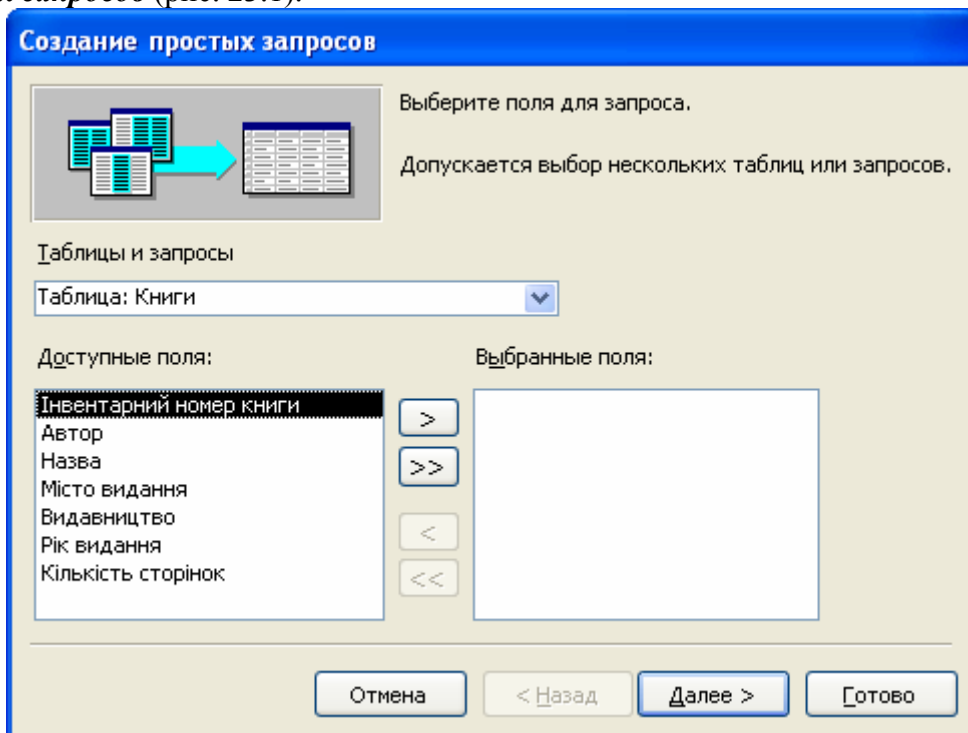 запросов (рис. 23.1).
Создание простых запросов
Выберите поля для запроса.
Допускается выбор нескольких таблиц или запросов.
Таблицы и запросы
Таблица: Книги
Доступные поля:
Выбранные поля:
Інвентарний номер книги
Автор
Назва
Місто видання
Видавництво
Рік видання
Кількість сторінок
>
>>
<
<<
Отмена
< Назад
Далее >
Готово